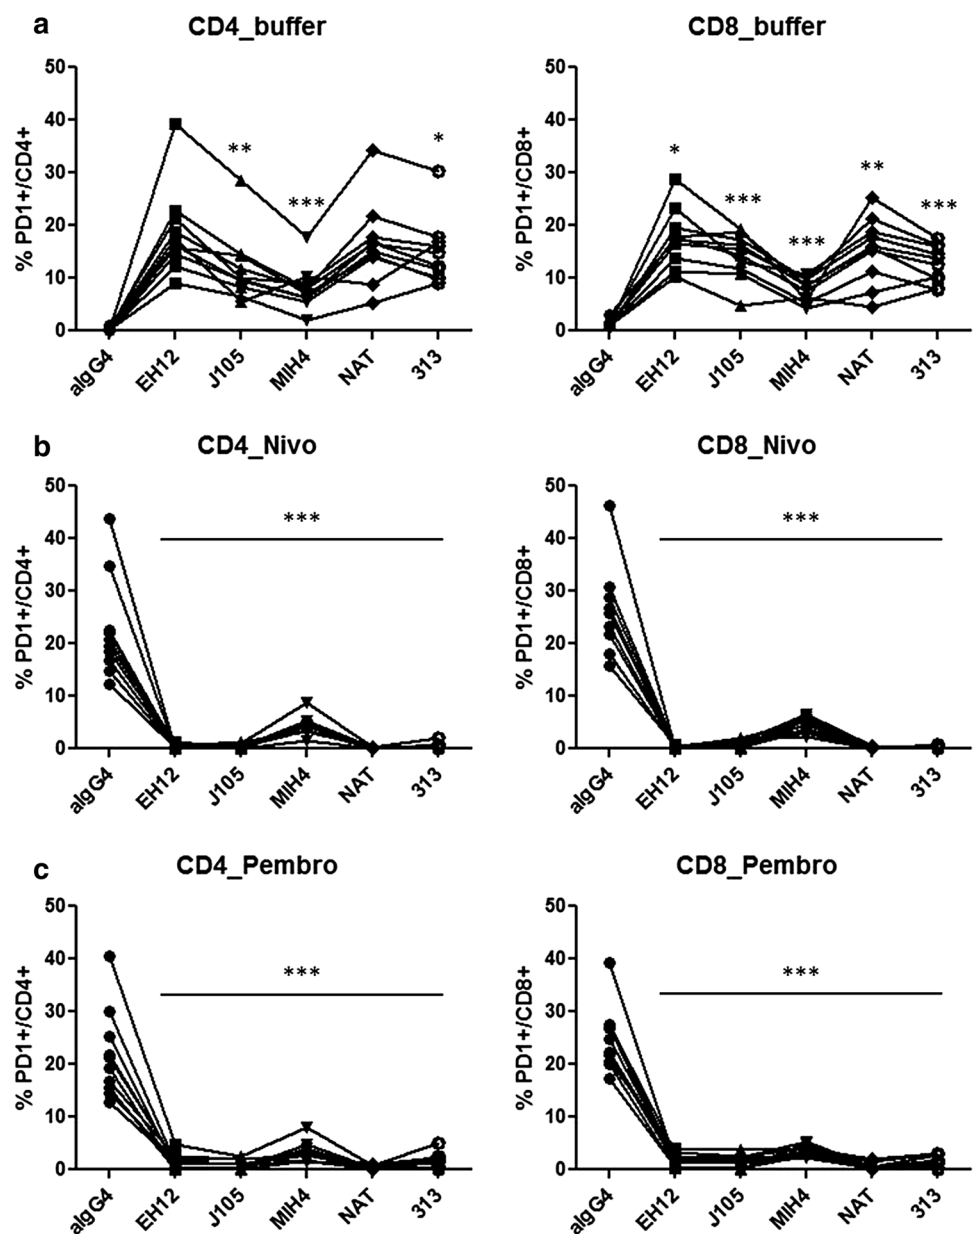 a
CD4_buffer
% PD1+/CD4+
50
40
30
20
10
0
**
***
*
aIgG4
EH12
J105
MIH4
NAT
313
CD8_buffer
% PD1+/CD8+
50
40
30
20
10
0
*
***
***
**
***
aIgG4
EH12
J105
MIH4
NAT
313
b
CD4_Nivo
% PD1+/CD4+
50
40
30
20
10
0
***
aIgG4
EH12
J105
MIH4
NAT
313
CD8_Nivo
% PD1+/CD8+
50
40
30
20
10
0
***
aIgG4
EH12
J105
MIH4
NAT
313
c
CD4_Pembro
% PD1+/CD4+
50
40
30
20
10
0
***
aIgG4
EH12
J105
MIH4
NAT
313
CD8_Pembro
% PD1+/CD8+
50
40
30
20
10
0
***
aIgG4
EH12
J105
MIH4
NAT
313